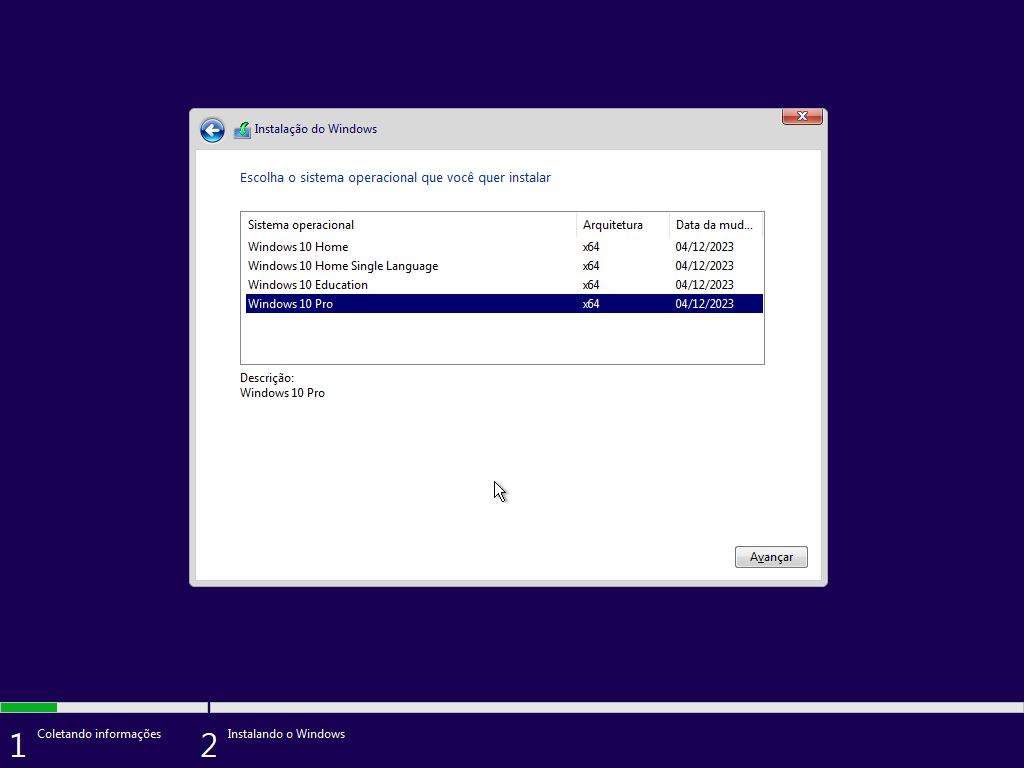 Instalação do Windows
Escolha o sistema operacional que você quer instalar
Sistema operacional Arquitetura Data da mud...
Windows 10 Home x64 04/12/2023
Windows 10 Home Single Language x64 04/12/2023
Windows 10 Education x64 04/12/2023
Windows 10 Pro x64 04/12/2023
Descrição:
Windows 10 Pro
Avançar
1 Coletando informações 2 Instalando o Windows